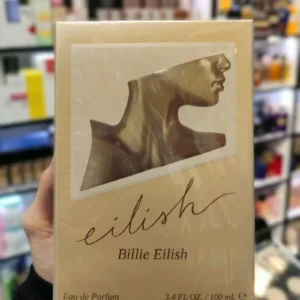 eilish
Billie Eilish
Eau de Parfum 3.4 FL OZ / 100 mL ℮